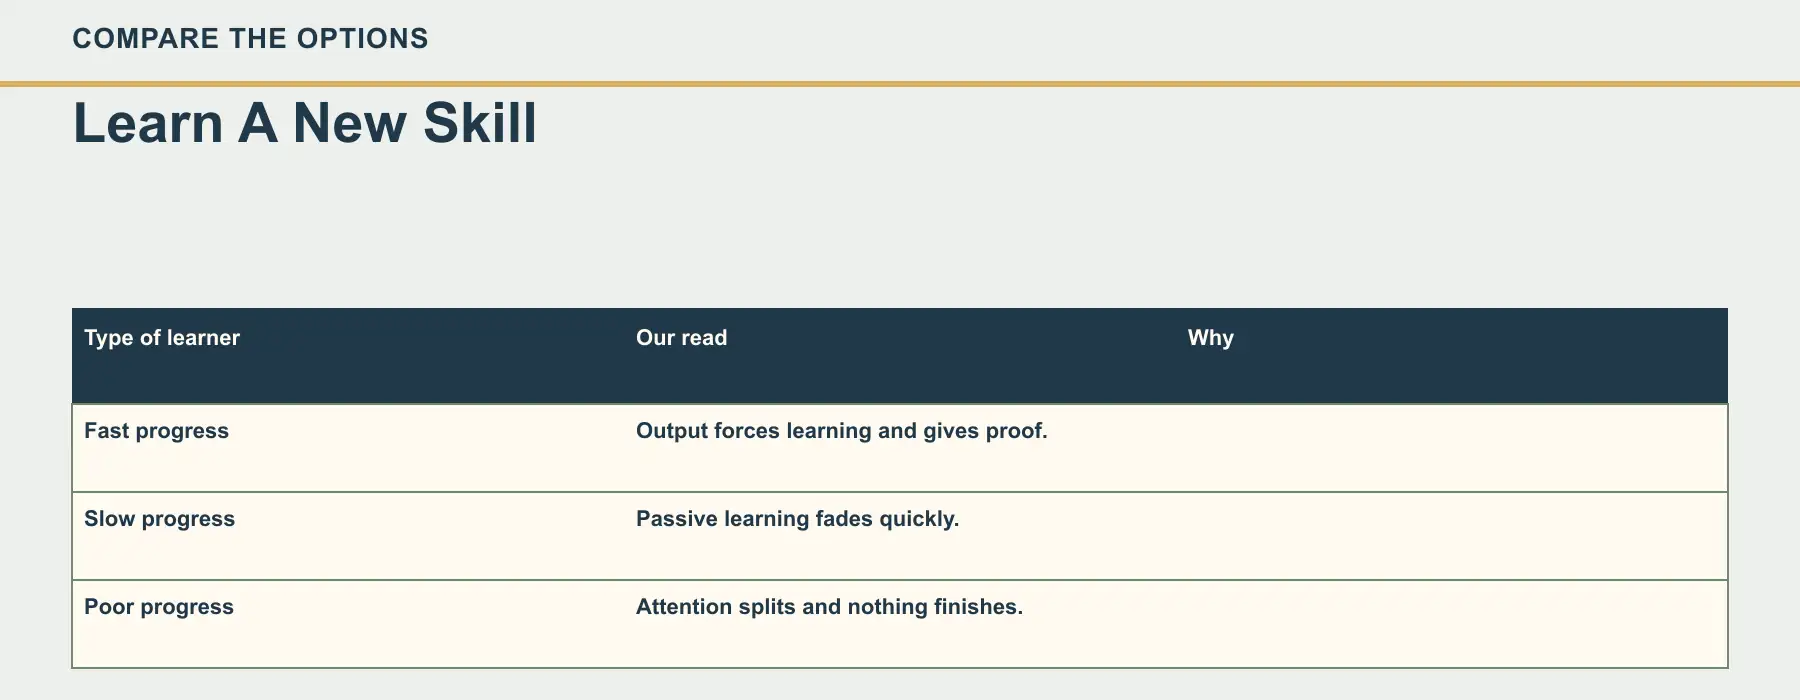 COMPARE THE OPTIONS
Learn A New Skill
Type of learner Our read Why
Fast progress Output forces learning and gives proof.
Slow progress Passive learning fades quickly.
Poor progress Attention splits and nothing finishes.